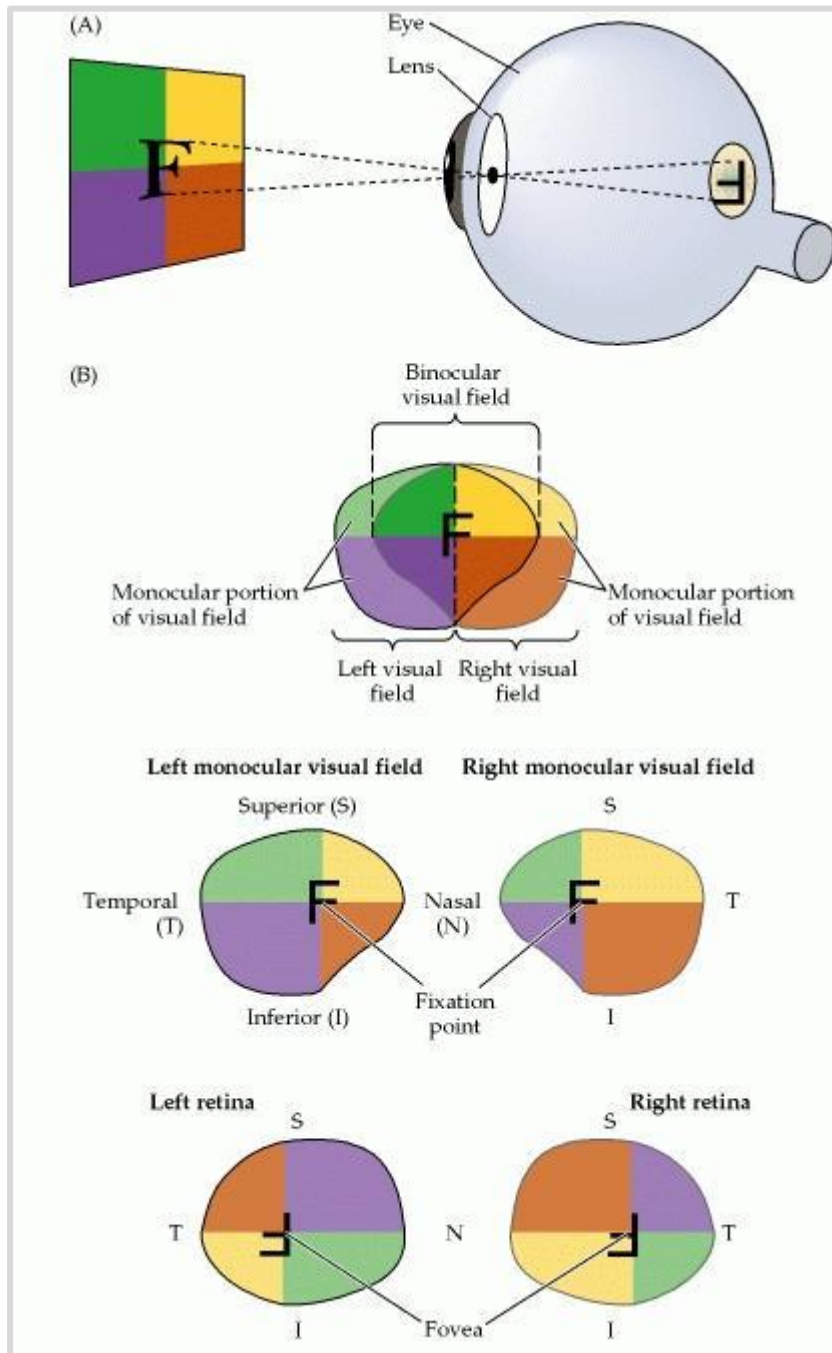 (A)
Eye
Lens
F
F
(B)
Binocular
visual field
F
Monocular portion
of visual field
Monocular portion
of visual field
Left visual
field
Right visual
field
Left monocular visual field
Right monocular visual field
Superior (S)
S
F
F
Temporal
(T)
Nasal
(N)
T
Fixation
point
Inferior (I)
I
Left retina
Right retina
S
S
T
F
N
F
T
Fovea
I
I